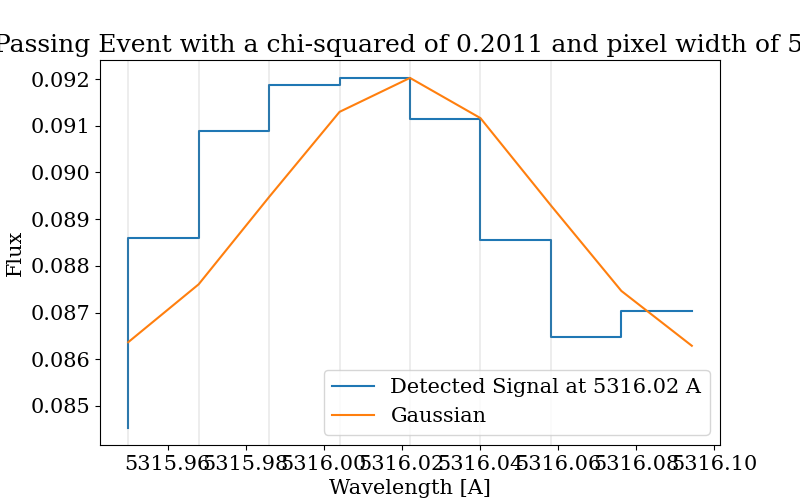 Passing Event with a chi-squared of 0.2011 and pixel width of 5
0.092
0.091
0.090
0.089
0.088
0.087
0.086
0.085
Flux
Detected Signal at 5316.02 A
Gaussian
5315.96 5315.98 5316.00 5316.02 5316.04 5316.06 5316.08 5316.10
Wavelength [A]